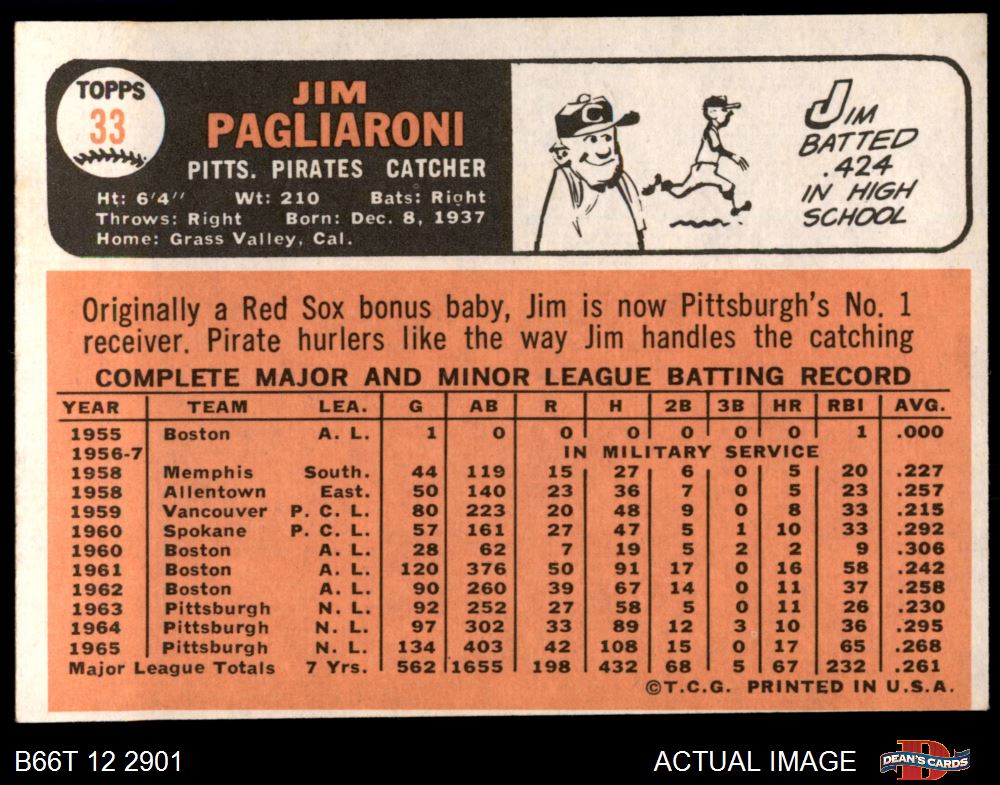 TOPPS
33
JIM
PAGLIARONI
PITTS. PIRATES CATCHER
Ht: 6'4" Wt: 210 Bats: Right
Throws: Right Born: Dec. 8, 1937
Home: Grass Valley, Cal.
C
JIM
BATTED
.424
IN HIGH
SCHOOL
Originally a Red Sox bonus baby, Jim is now Pittsburgh's No. 1
receiver. Pirate hurlers like the way Jim handles the catching
COMPLETE MAJOR AND MINOR LEAGUE BATTING RECORD
YEAR TEAM LEA. G AB R H 2B 3B HR RBI AVG.
1955 Boston A. L. 1 0 0 0 0 0 0 1 .000
1956-7 IN MILITARY SERVICE
1958 Memphis South. 44 119 15 27 6 0 5 20 .227
1958 Allentown East. 50 140 23 36 7 0 5 23 .257
1959 Vancouver P. C. L. 80 223 20 48 9 0 8 33 .215
1960 Spokane P. C. L. 57 161 27 47 5 1 10 33 .292
1960 Boston A. L. 28 62 7 19 5 2 2 9 .306
1961 Boston A. L. 120 376 50 91 17 0 16 58 .242
1962 Boston A. L. 90 260 39 67 14 0 11 37 .258
1963 Pittsburgh N. L. 92 252 27 58 5 0 11 26 .230
1964 Pittsburgh N. L. 97 302 33 89 12 3 10 36 .295
1965 Pittsburgh N. L. 134 403 42 108 15 0 17 65 .268
Major League Totals 7 Yrs. 562 1655 198 432 68 5 67 232 .261
©T.C.G. PRINTED IN U.S.A.
B66T 12 2901
ACTUAL IMAGE
D
DEAN'S CARDS